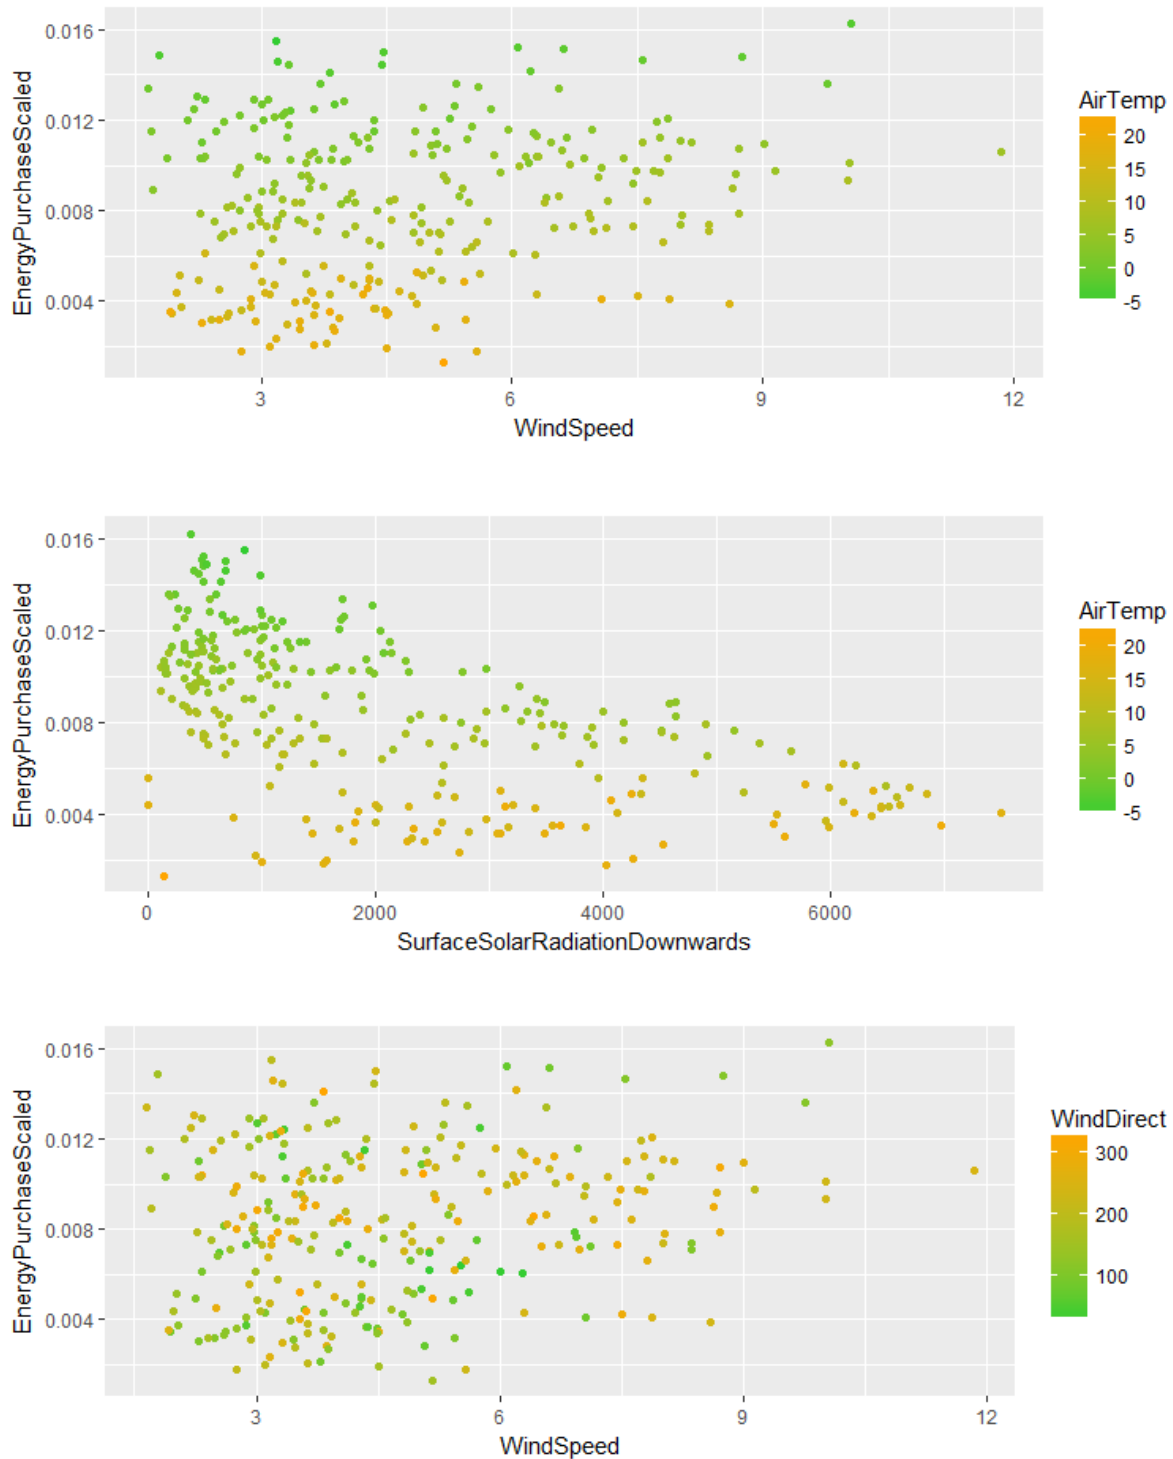 0.016
0.012
0.008
0.004
EnergyPurchaseScaled
3 6 9 12
WindSpeed
AirTemp
20
15
10
5
0
-5
0.016
0.012
0.008
0.004
EnergyPurchaseScaled
0 2000 4000 6000
SurfaceSolarRadiationDownwards
AirTemp
20
15
10
5
0
-5
0.016
0.012
0.008
0.004
EnergyPurchaseScaled
3 6 9 12
WindSpeed
WindDirect
300
200
100